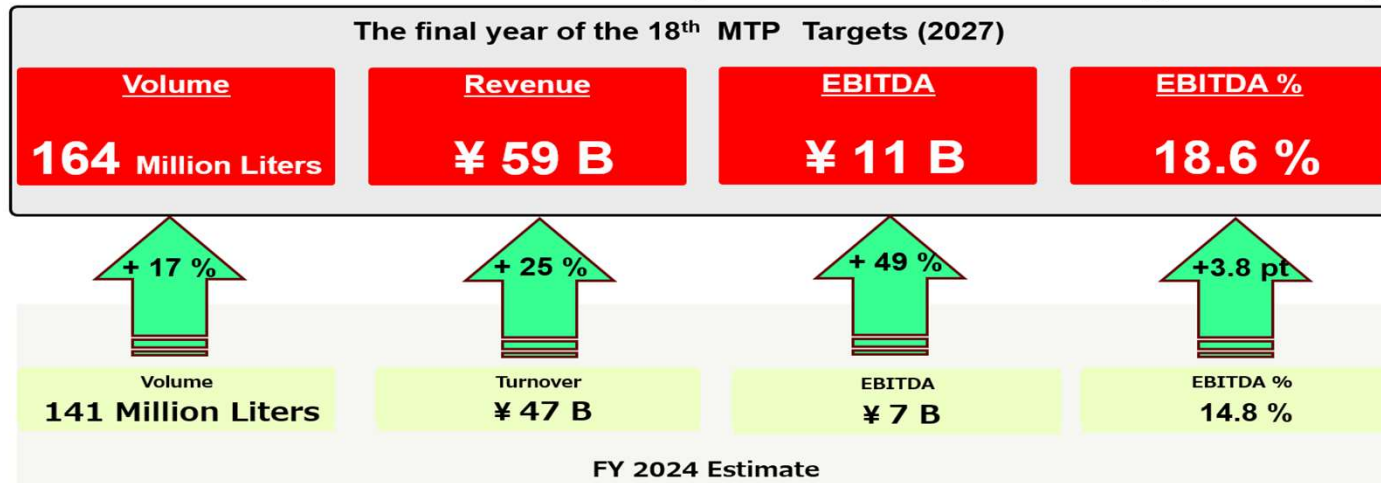 The final year of the 18th MTP Targets (2027)
Volume
164 Million Liters
Revenue
¥ 59 B
EBITDA
¥ 11 B
EBITDA %
18.6 %
+ 17 %
+ 25 %
+ 49 %
+3.8 pt
Volume
141 Million Liters
Turnover
¥ 47 B
EBITDA
¥ 7 B
EBITDA %
14.8 %
FY 2024 Estimate